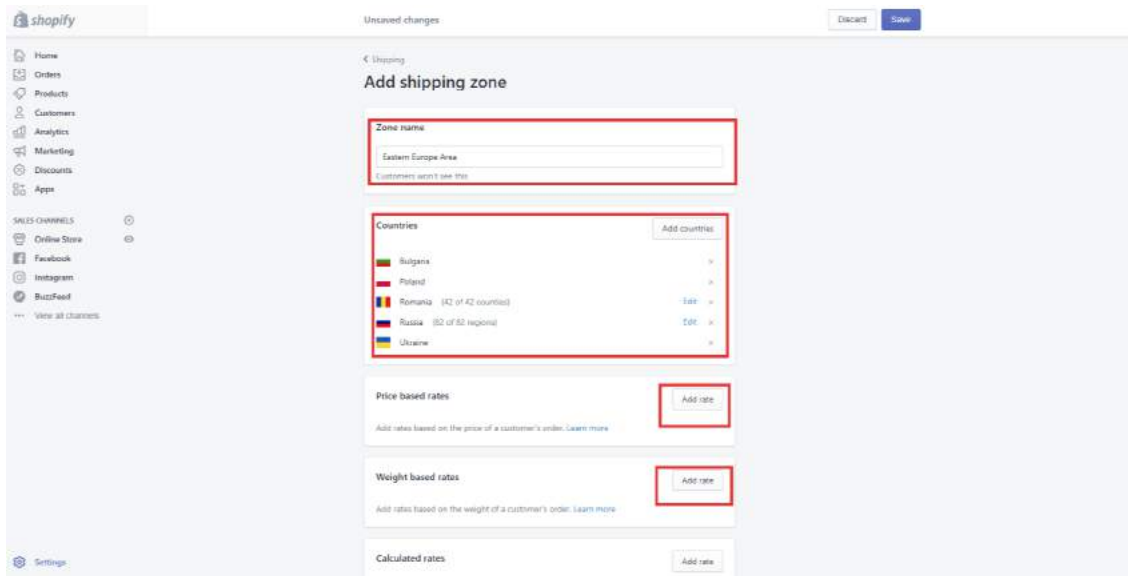 shopify
Unsaved changes
Discard
Save
Home
Orders
Products
Customers
Analytics
Marketing
Discounts
Apps
SALES CHANNELS
Online Store
Facebook
Instagram
BuzzFeed
View all channels
Settings
Shipping
Add shipping zone
Zone name
Eastern Europe Area
Customers won't see this
Countries
Add countries
Bulgaria
Poland
Romania (42 of 42 counties) Edit
Russia (82 of 82 regions) Edit
Ukraine
Price based rates
Add rate
Add rates based on the price of a customer's order. Learn more
Weight based rates
Add rate
Add rates based on the weight of a customer's order. Learn more
Calculated rates
Add rate